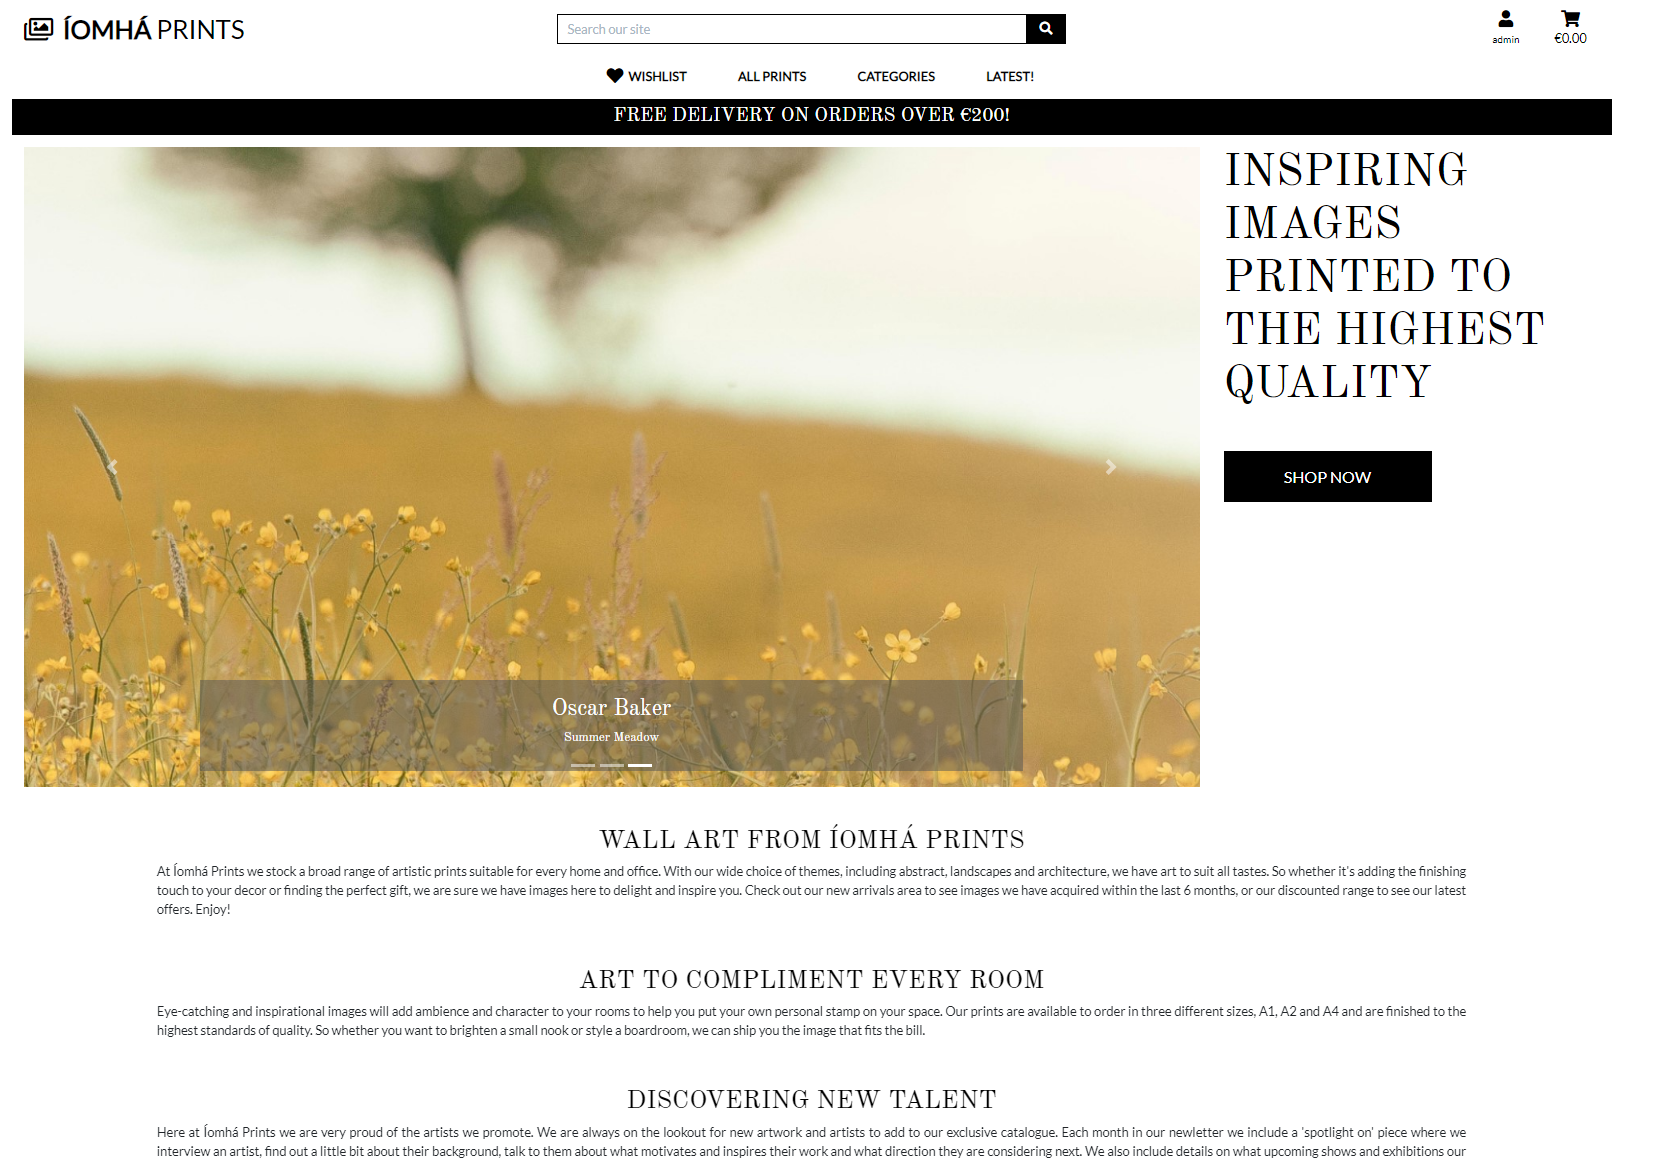 ÍOMHÁ PRINTS
Search our site
admin
€0.00
WISHLIST
ALL PRINTS
CATEGORIES
LATEST!
FREE DELIVERY ON ORDERS OVER €200!
INSPIRING
IMAGES
PRINTED TO
THE HIGHEST
QUALITY
SHOP NOW
Oscar Baker
Summer Meadow
WALL ART FROM ÍOMHÁ PRINTS
At Íomhá Prints we stock a broad range of artistic prints suitable for every home and office. With our wide choice of themes, including abstract, landscapes and architecture, we have art to suit all tastes. So whether it's adding the finishing
touch to your decor or finding the perfect gift, we are sure we have images here to delight and inspire you. Check out our new arrivals area to see images we have acquired within the last 6 months, or our discounted range to see our latest
offers. Enjoy!
ART TO COMPLIMENT EVERY ROOM
Eye-catching and inspirational images will add ambience and character to your rooms to help you put your own personal stamp on your space. Our prints are available to order in three different sizes, A1, A2 and A4 and are finished to the
highest standards of quality. So whether you want to brighten a small nook or style a boardroom, we can ship you the image that fits the bill.
DISCOVERING NEW TALENT
Here at Íomhá Prints we are very proud of the artists we promote. We are always on the lookout for new artwork and artists to add to our exclusive catalogue. Each month in our newletter we include a 'spotlight on' piece where we
interview an artist, find out a little bit about their background, talk to them about what motivates and inspires their work and what direction they are considering next. We also include details on what upcoming shows and exhibitions our